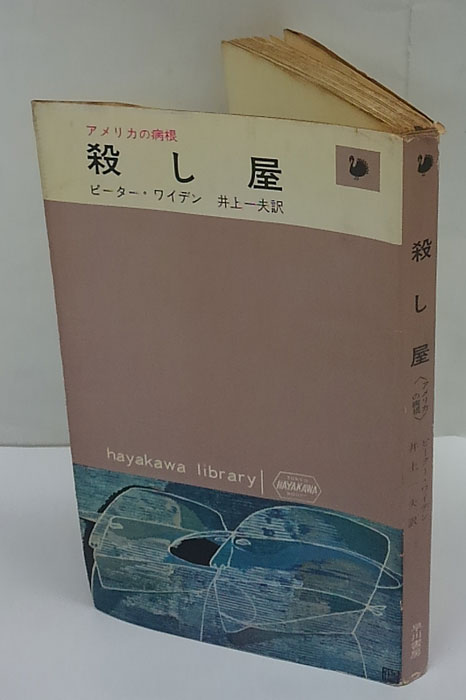 アメリカの病根
殺し屋
ピーター・ワイデン 井上一夫訳
hayakawa library
TOKYO
HAYAKAWA
BOOKS
殺し屋
〈アメリカの病根〉
ピーター・ワイデン
井上一夫訳
早川書房